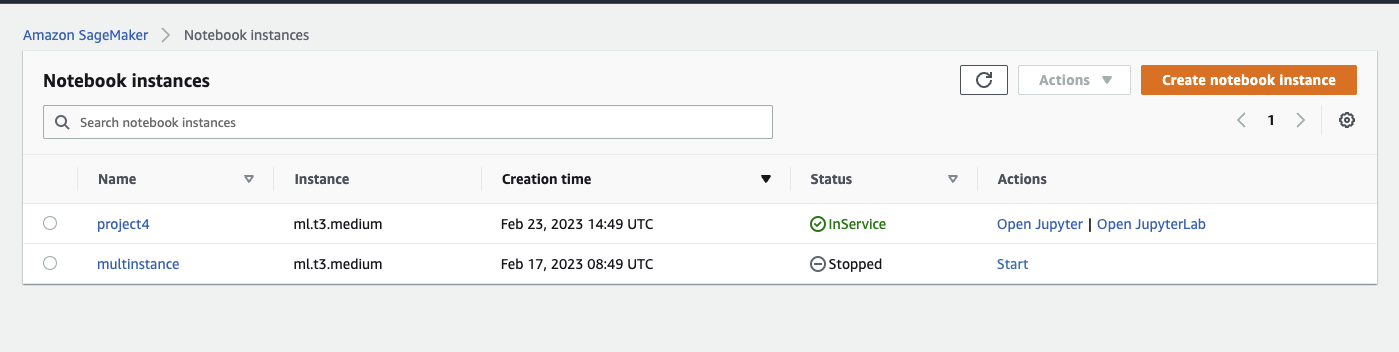 Amazon SageMaker > Notebook instances
Notebook instances
Actions
Create notebook instance
Search notebook instances
1
Name Instance Creation time Status Actions
project4 ml.t3.medium Feb 23, 2023 14:49 UTC InService Open Jupyter | Open JupyterLab
multinstance ml.t3.medium Feb 17, 2023 08:49 UTC Stopped Start